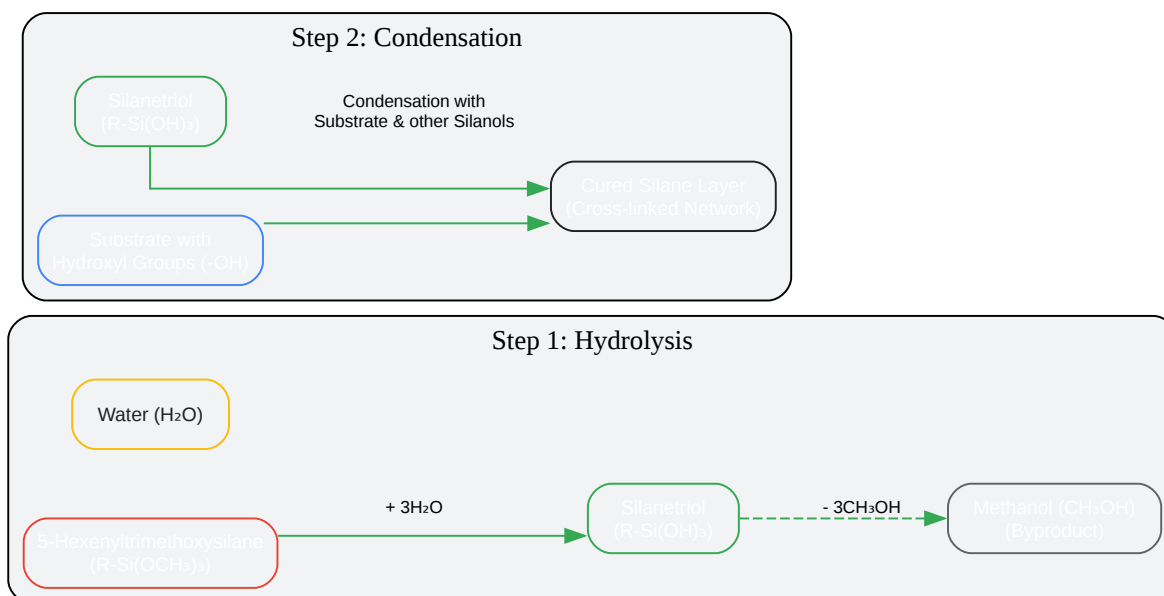 Step 2: Condensation
Silanetriol
(R-Si(OH)₃)
Condensation with
Substrate & other Silanols
Cured Silane Layer
(Cross-linked Network)
Substrate with
Hydroxyl Groups (-OH)
Step 1: Hydrolysis
Water (H₂O)
5-Hexenyltrimethoxysilane
(R-Si(OCH₃)₃)
+ 3H₂O
Silanetriol
(R-Si(OH)₃)
- 3CH₃OH
Methanol (CH₃OH)
(Byproduct)